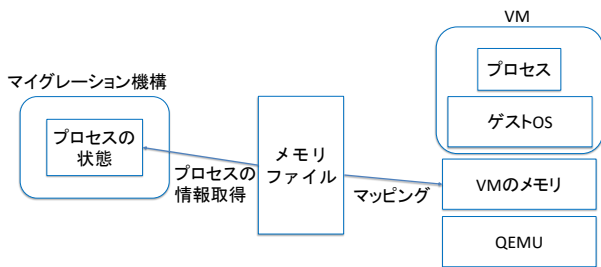 VM
プロセス
マイグレーション機構
ゲストOS
プロセスの
状態
メモリ
ファイル
プロセスの
情報取得
マッピング
VMのメモリ
QEMU